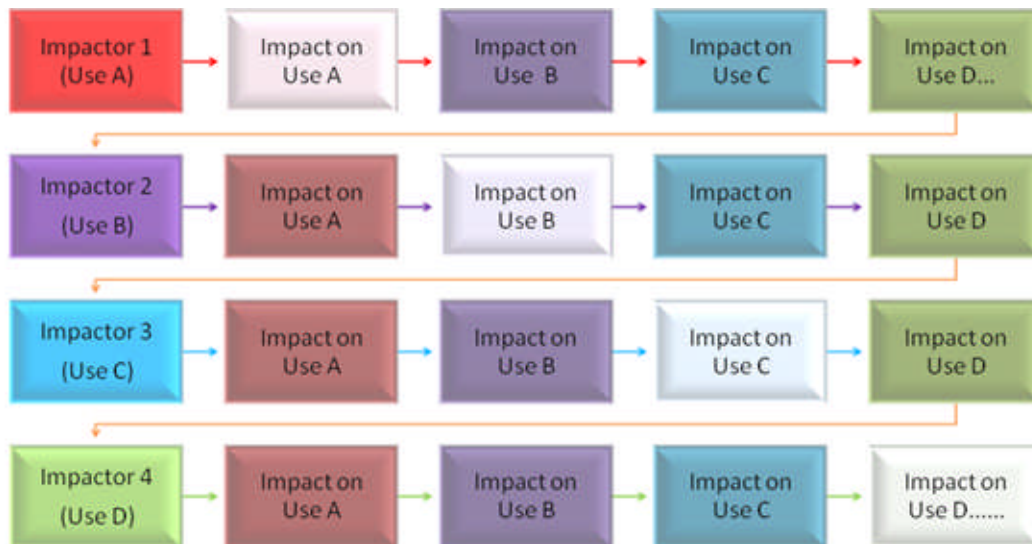 Impactor 1
(Use A)
Impact on
Use A
Impact on
Use B
Impact on
Use C
Impact on
Use D...
Impactor 2
(Use B)
Impact on
Use A
Impact on
Use B
Impact on
Use C
Impact on
Use D
Impactor 3
(Use C)
Impact on
Use A
Impact on
Use B
Impact on
Use C
Impact on
Use D
Impactor 4
(Use D)
Impact on
Use A
Impact on
Use B
Impact on
Use C
Impact on
Use D......